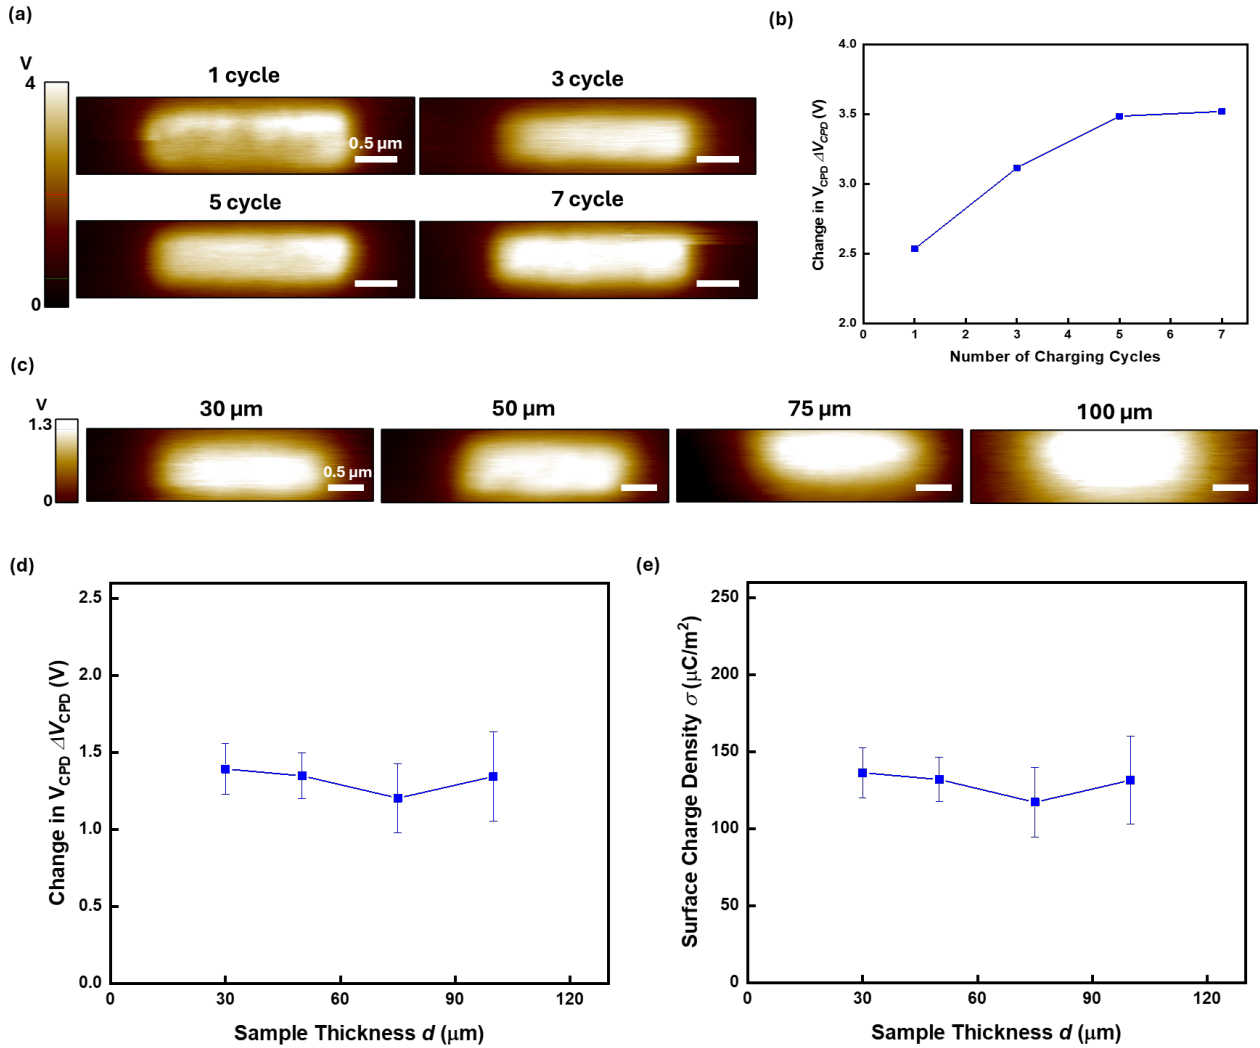 (a)
V
4
0
1 cycle
3 cycle
0.5 µm
5 cycle
7 cycle
(b)
Change in V_CPD ΔV_CPD (V)
4.0
3.5
3.0
2.5
2.0
0 1 2 3 4 5 6 7
Number of Charging Cycles
(c)
V
1.3
0
30 µm
50 µm
75 µm
100 µm
0.5 µm
(d)
Change in V_CPD ΔV_CPD (V)
2.5
2.0
1.5
1.0
0.5
0.0
0 30 60 90 120
Sample Thickness d (µm)
(e)
Surface Charge Density σ (µC/m²)
250
200
150
100
50
0
0 30 60 90 120
Sample Thickness d (µm)